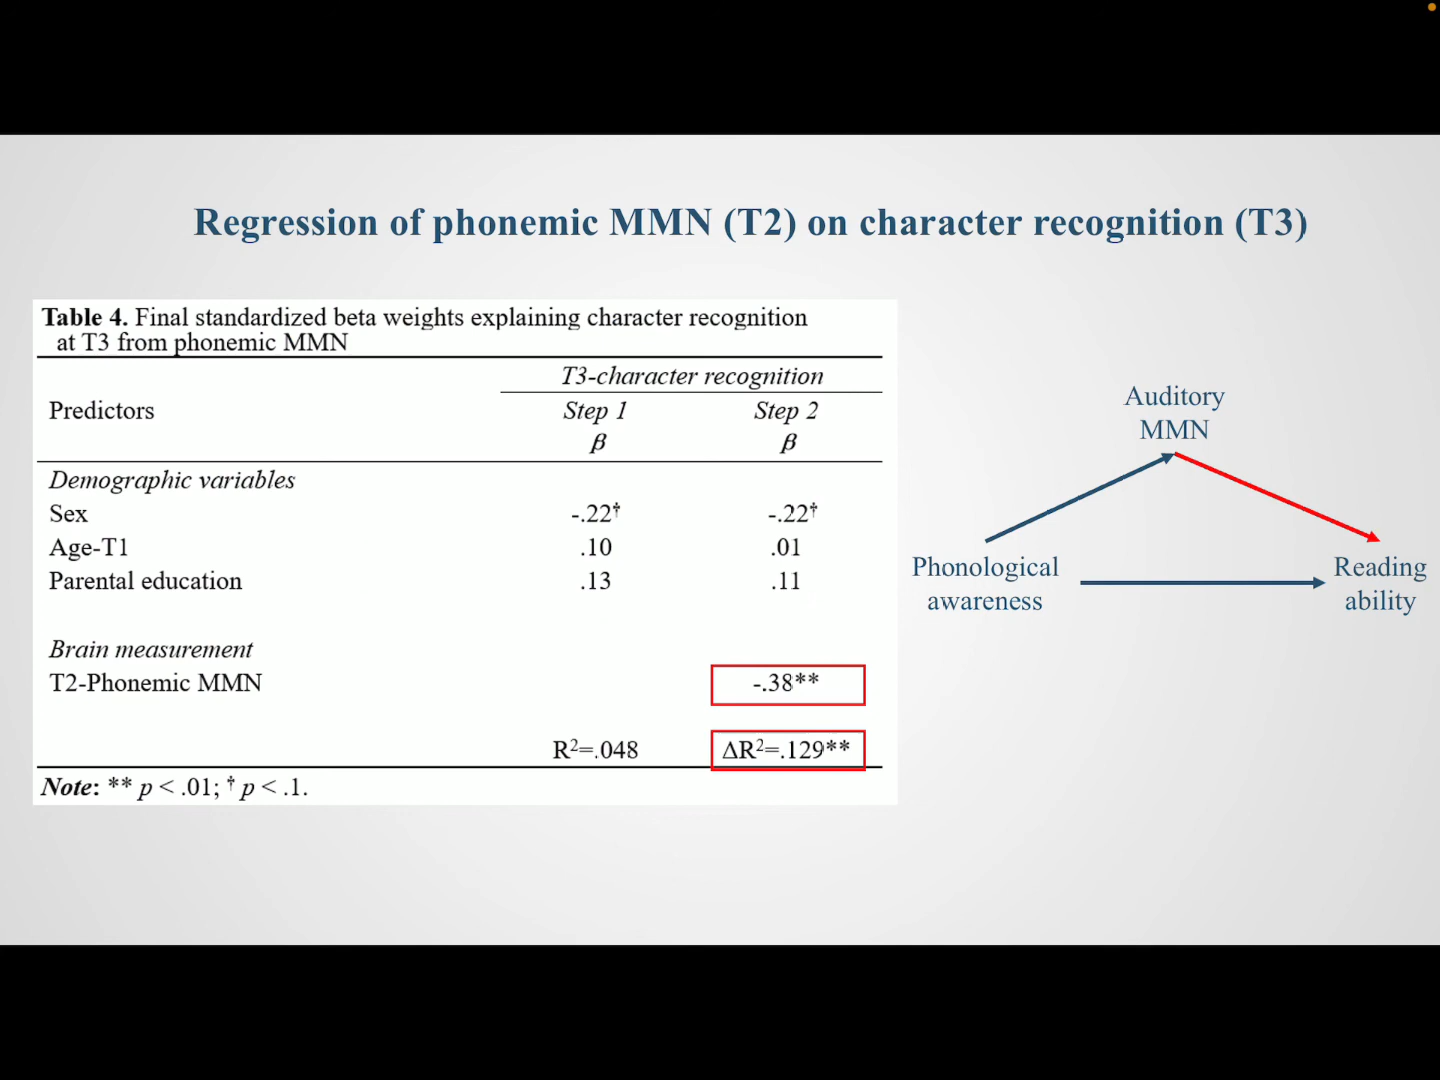 Regression of phonemic MMN (T2) on character recognition (T3)
Table 4. Final standardized beta weights explaining character recognition
at T3 from phonemic MMN
T3-character recognition
Predictors Step 1 Step 2
β β
Demographic variables
Sex -.22† -.22†
Age-T1 .10 .01
Parental education .13 .11
Brain measurement
T2-Phonemic MMN -.38**
R²=.048 ΔR²=.129**
Note: ** p < .01; † p < .1.
Auditory
MMN
Phonological
awareness
Reading
ability